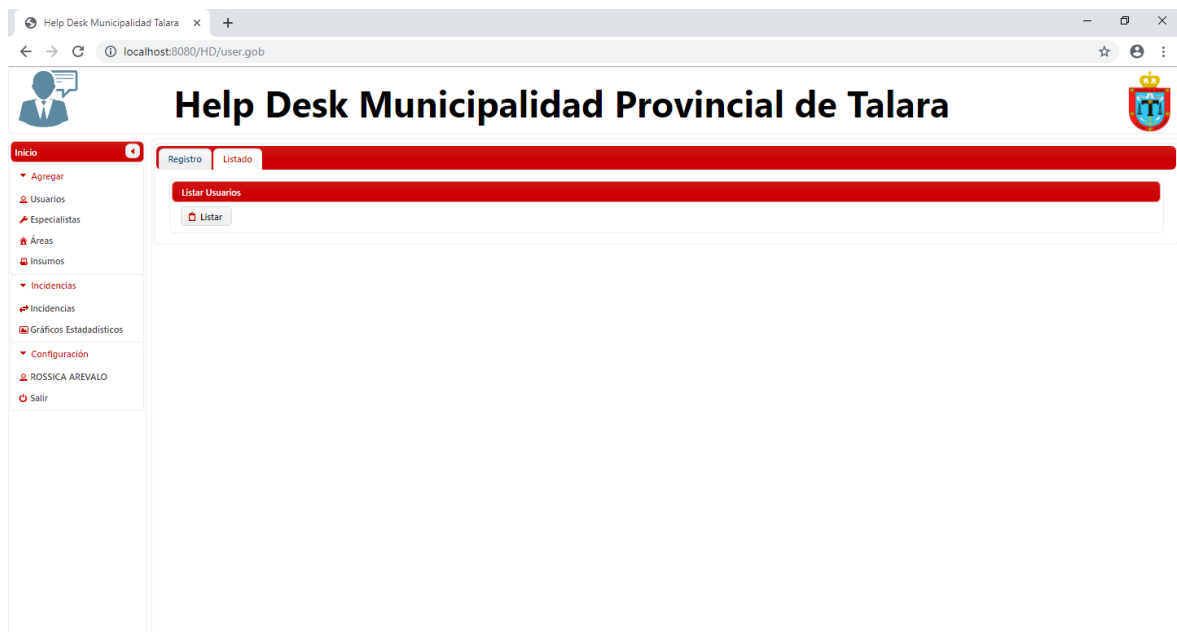 Help Desk Municipalidad Talara
localhost:8080/HD/user.gob
Help Desk Municipalidad Provincial de Talara
Inicio
Agregar
Usuarios
Especialistas
Áreas
Insumos
Incidencias
Incidencias
Gráficos Estadadísticos
Configuración
ROSSICA AREVALO
Salir
Registro Listado
Listar Usuarios
Listar